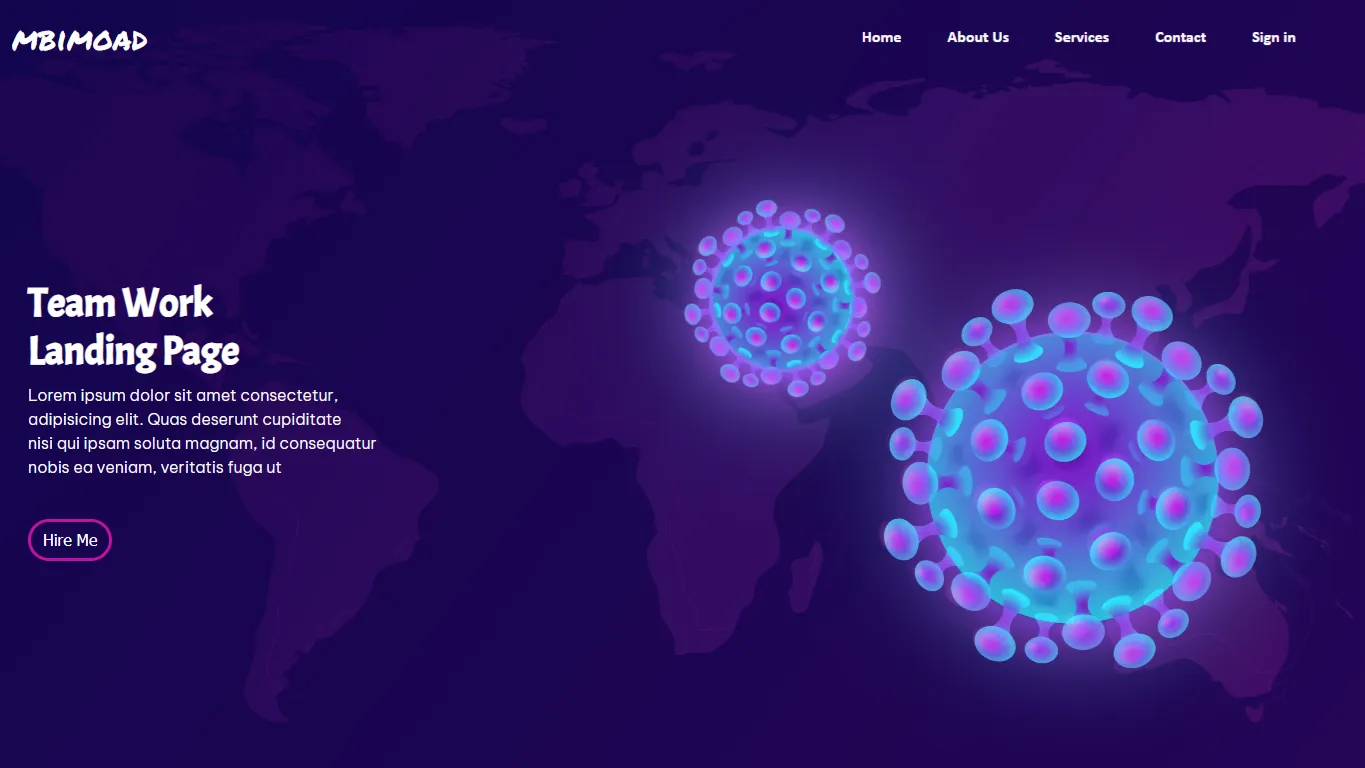 MBIMOAD
Home
About Us
Services
Contact
Sign in
Team Work
Landing Page
Lorem ipsum dolor sit amet consectetur,
adipisicing elit. Quas deserunt cupiditate
nisi qui ipsam soluta magnam, id consequatur
nobis ea veniam, veritatis fuga ut
Hire Me